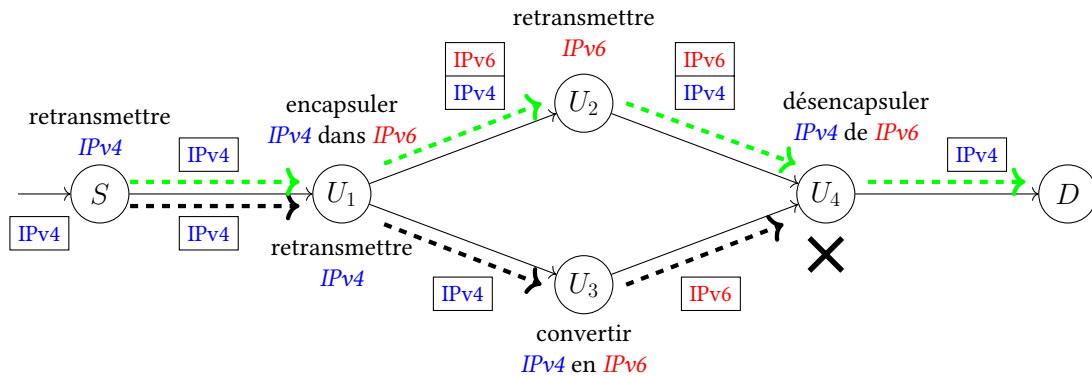 retransmettre
IPv6
IPv6
IPv4
IPv6
IPv4
encapsuler
IPv4 dans IPv6
U2
désencapsuler
IPv4 de IPv6
retransmettre
IPv4
IPv4
IPv4
S
U1
U4
D
IPv4
IPv4
retransmettre
IPv4
IPv4
U3
IPv6
convertir
IPv4 en IPv6